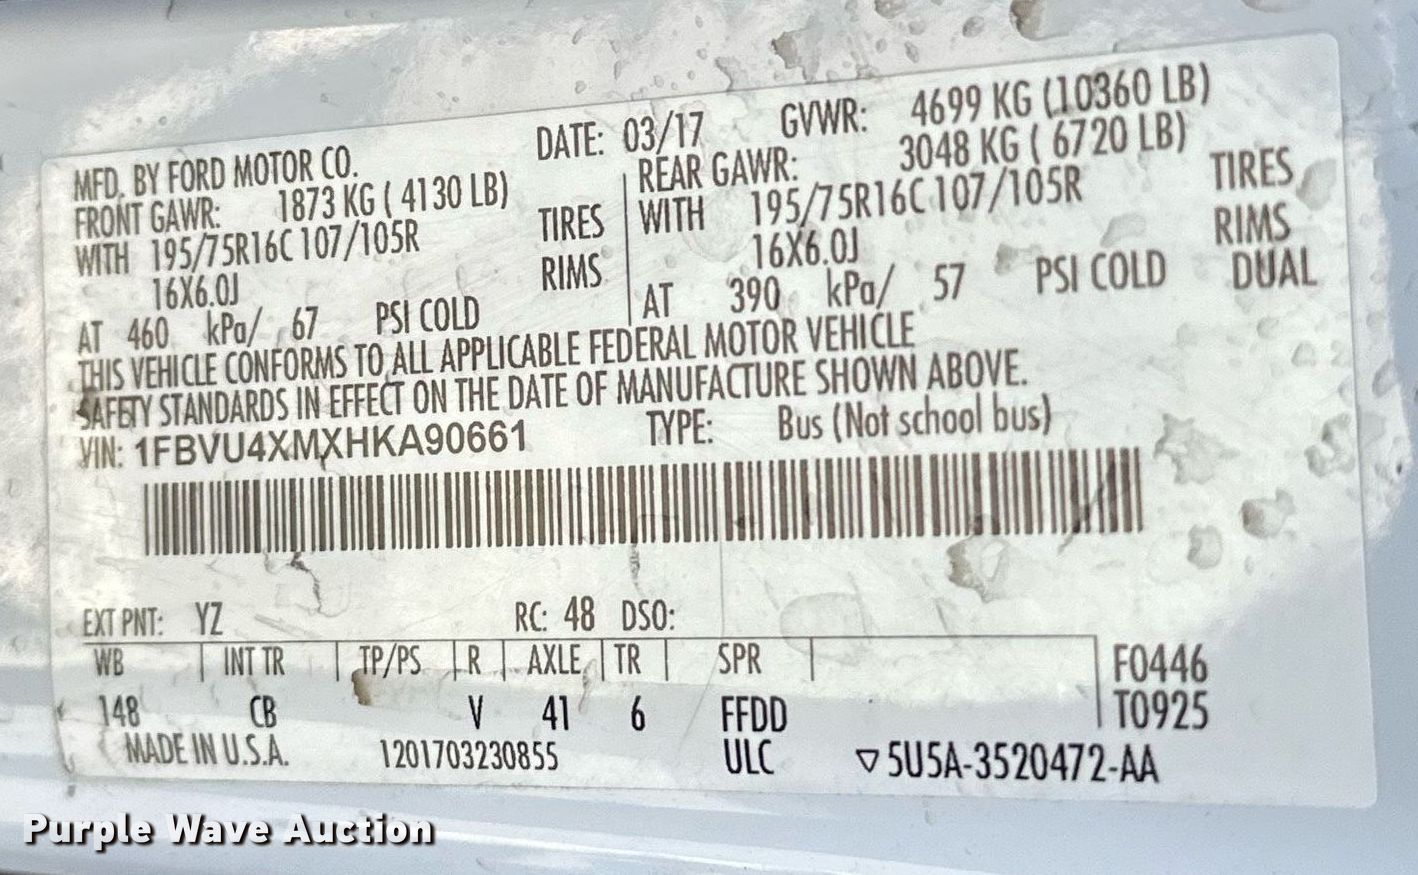 DATE: 03/17 GVWR: 4699 KG (10360 LB)
MFD. BY FORD MOTOR CO.
FRONT GAWR: 1873 KG ( 4130 LB)
WITH 195/75R16C 107/105R TIRES
16X6.0J RIMS
AT 460 kPa/ 67 PSI COLD
REAR GAWR: 3048 KG ( 6720 LB)
WITH 195/75R16C 107/105R TIRES
16X6.0J RIMS
AT 390 kPa/ 57 PSI COLD DUAL
THIS VEHICLE CONFORMS TO ALL APPLICABLE FEDERAL MOTOR VEHICLE
SAFETY STANDARDS IN EFFECT ON THE DATE OF MANUFACTURE SHOWN ABOVE.
VIN: 1FBVU4XMXHKA90661 TYPE: Bus (Not school bus)
EXT PNT: YZ RC: 48 DSO:
WB INT TR TP/PS R AXLE TR SPR F0446
148 CB V 41 6 FFDD T0925
MADE IN U.S.A. 1201703230855 ULC ▽5U5A-3520472-AA
Purple Wave Auction